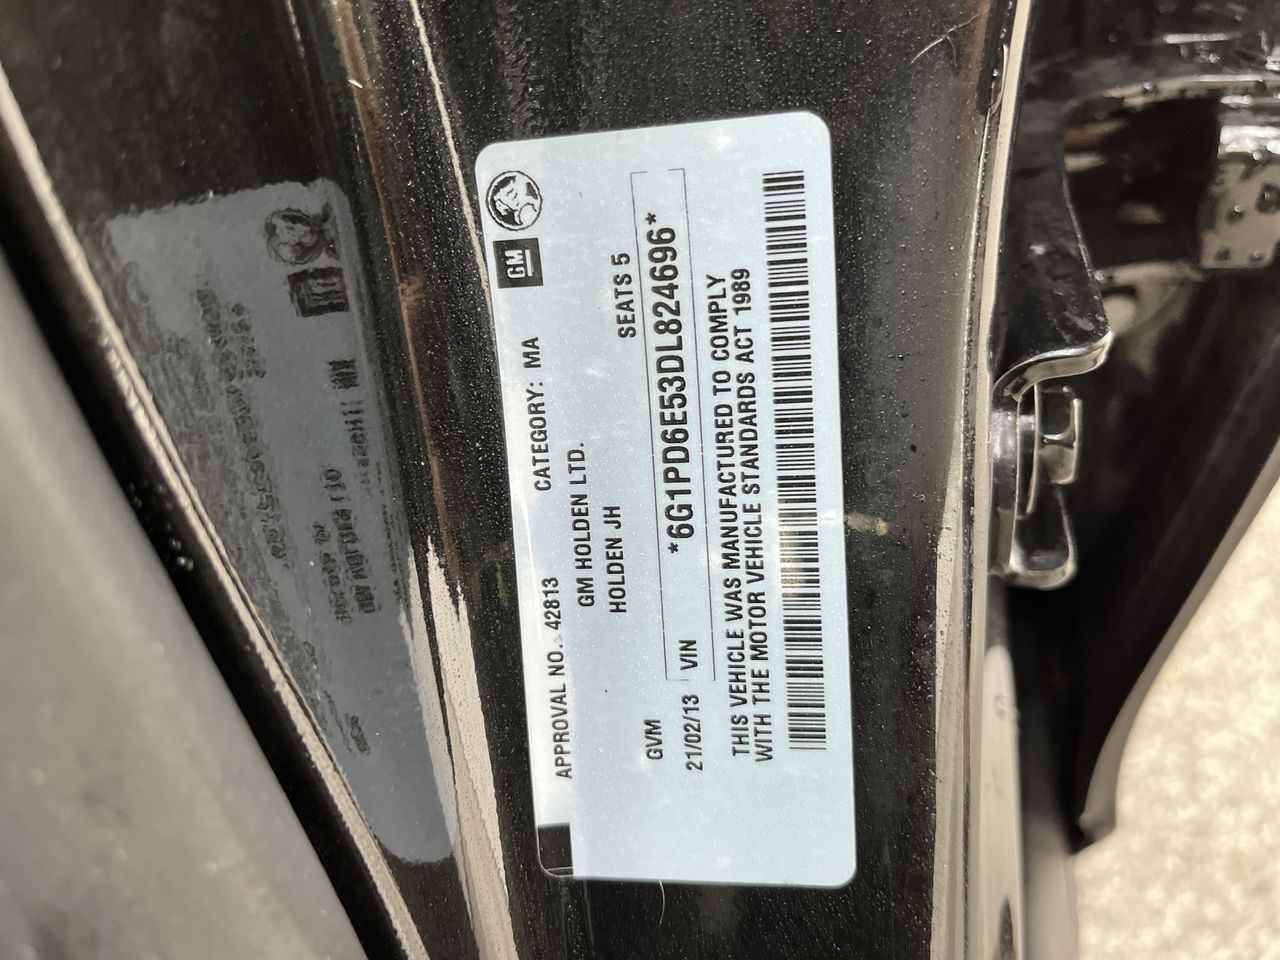 GM
APPROVAL NO. 42813 CATEGORY: MA
GM HOLDEN LTD.
HOLDEN JH
SEATS 5
GVM
21/02/13 VIN *6G1PD6E53DL824696*
THIS VEHICLE WAS MANUFACTURED TO COMPLY
WITH THE MOTOR VEHICLE STANDARDS ACT 1989